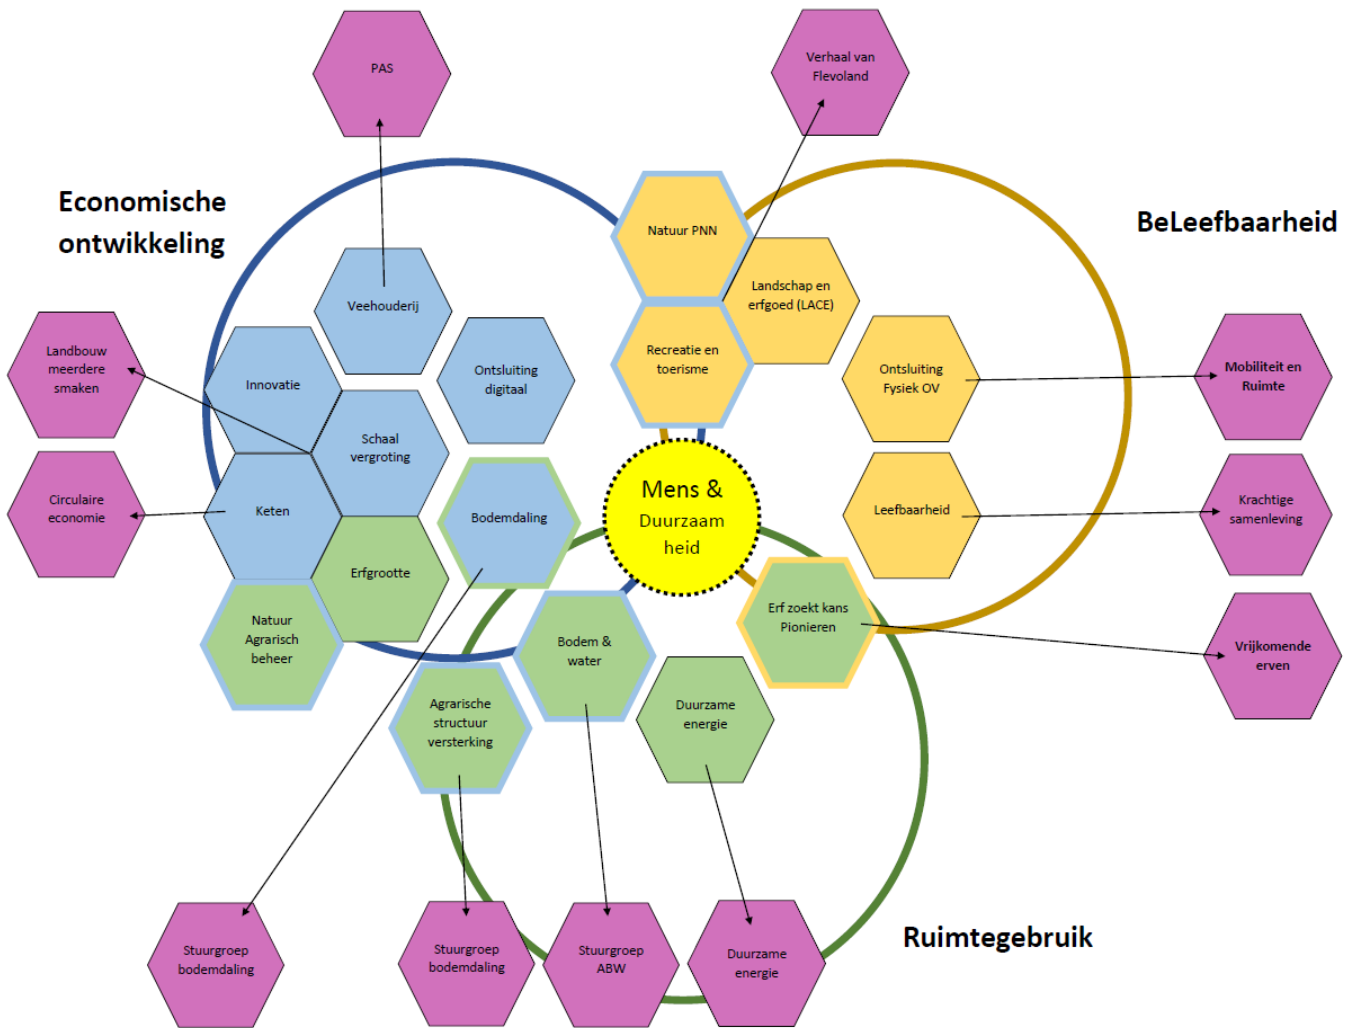 PAS
Verhaal van
Flevoland
Economische
ontwikkeling
BeLeefbaarheid
Natuur PNN
Landschap en
erfgoed (LACE)
Veehouderij
Landbouw
meerdere
smaken
Innovatie
Ontsluiting
digitaal
Recreatie en
toerisme
Ontsluiting
Fysiek OV
Mobiliteit en
Ruimte
Schaal
vergroting
Circulaire
economie
Keten
Bodemdaling
Mens &
Duurzaam
heid
Leefbaarheid
Krachtige
samenleving
Erfgrootte
Natuur
Agrarisch
beheer
Bodem &
water
Erf zoekt kans
Pionieren
Vrijkomende
erven
Agrarische
structuur
versterking
Duurzame
energie
Stuurgroep
bodemdaling
Stuurgroep
bodemdaling
Stuurgroep
ABW
Duurzame
energie
Ruimtegebruik